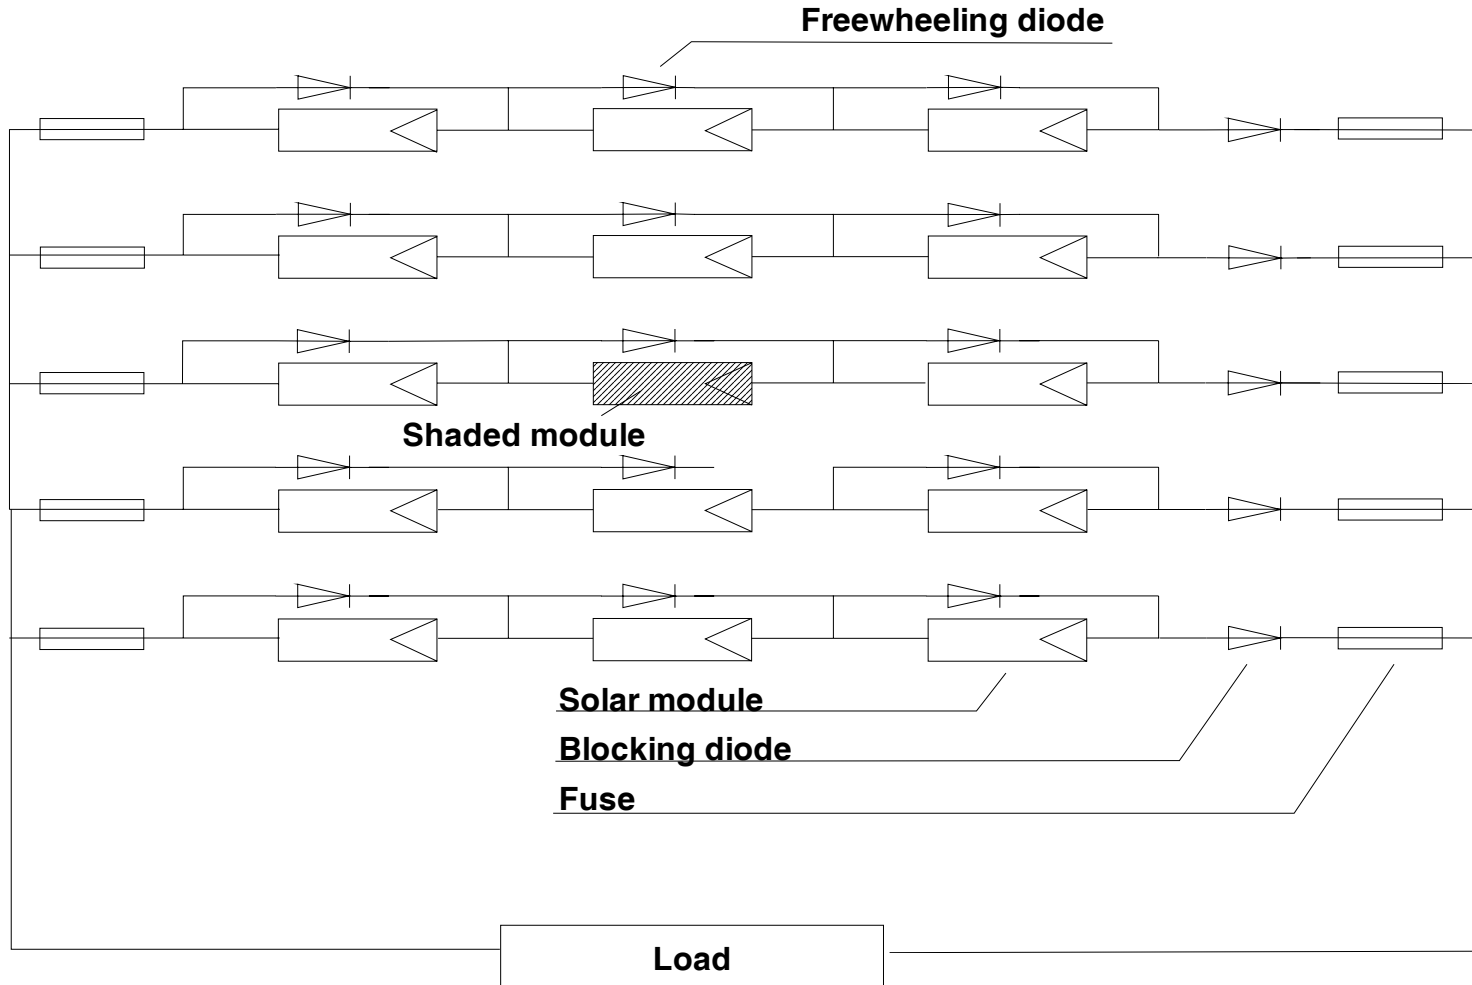 Freewheeling diode
Shaded module
Solar module
Blocking diode
Fuse
Load